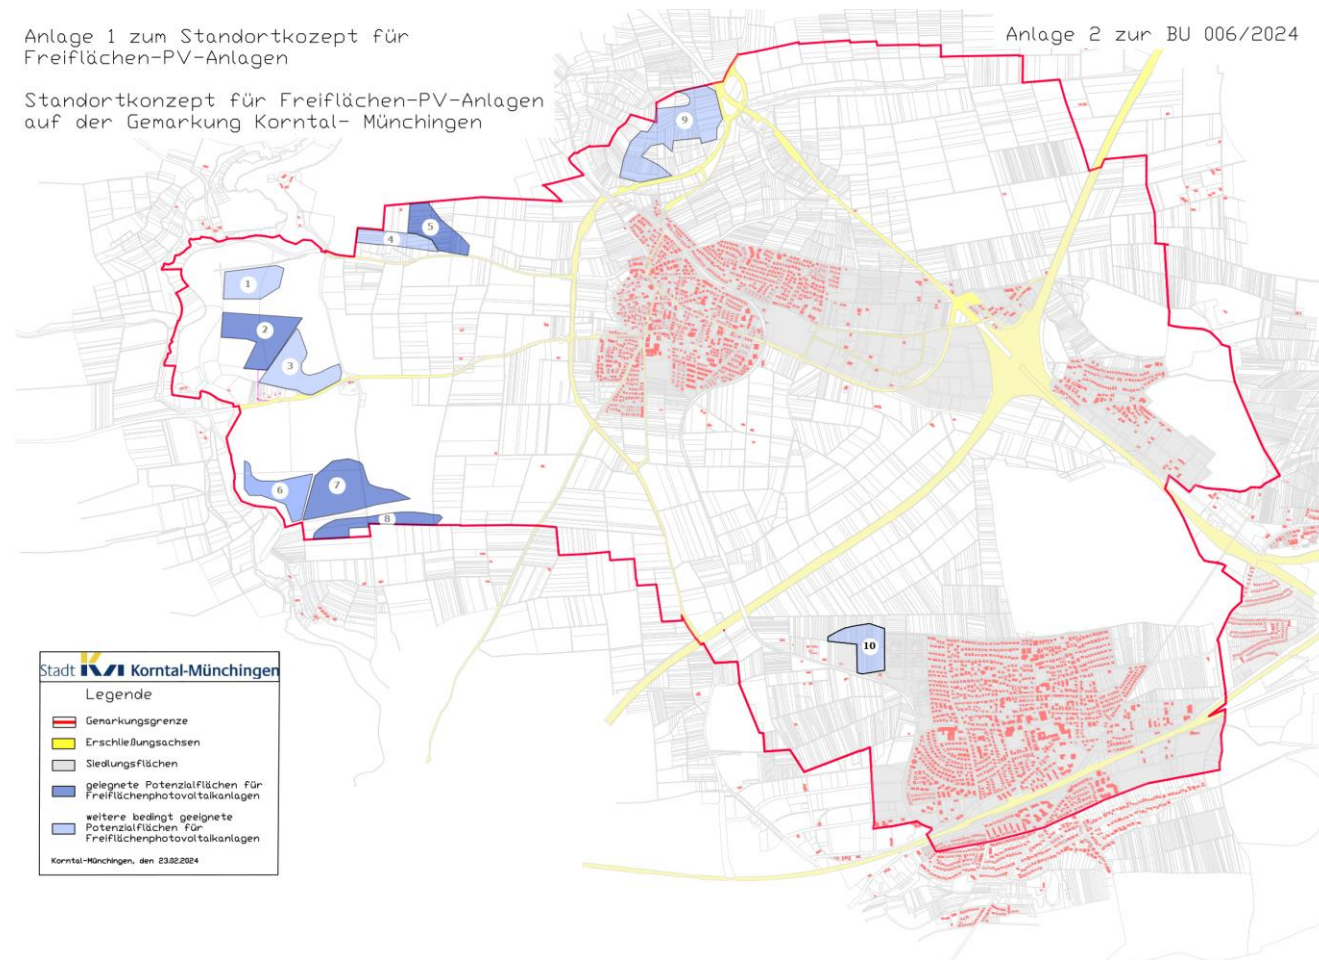 Anlage 1 zum Standortkozept für
Freiflächen-PV-Anlagen
Anlage 2 zur BU 006/2024
Standortkonzept für Freiflächen-PV-Anlagen
auf der Gemarkung Korntal- Münchingen
9
5
4
1
2
3
6
7
8
10
Stadt KM Korntal-Münchingen
Legende
Gemarkungsgrenze
Erschließungsachsen
Siedlungsflächen
geiegnete Potenzialflächen für
Freiflächenphotovoltaikanlagen
weitere bedingt geeignete
Potenzialflächen für
Freiflächenphotovoltaikanlagen
Korntal-Münchingen, den 23.02.2024